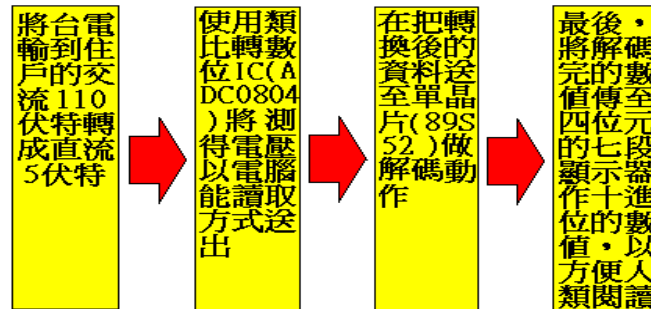 將台電
輸到住
戶的交
流110
伏特轉
成直流
5伏特
使用類
比轉數
位IC(A
DC0804
)將測
得電壓
以電腦
能讀取
方式送
出
在把轉
換後的
資料送
至單晶
片(89S
52)做
解碼動
作
最後，
將解碼
完的數
值傳至
四位元
的七段
顯示器
作十進
位的數
值，以
方便人
類閱讀